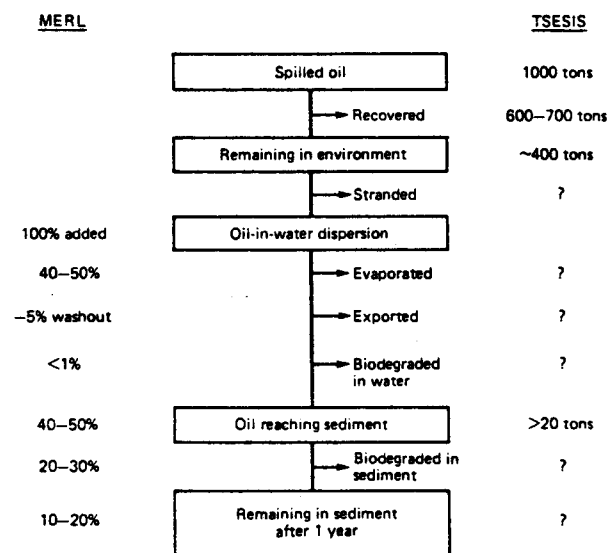 MERL TSESIS
Spilled oil 1000 tons
Recovered 600–700 tons
Remaining in environment ~400 tons
Stranded ?
100% added Oil-in-water dispersion
40–50% Evaporated ?
–5% washout Exported ?
<1% Biodegraded ?
in water
40–50% Oil reaching sediment >20 tons
20–30% Biodegraded in ?
sediment
10–20% Remaining in sediment ?
after 1 year